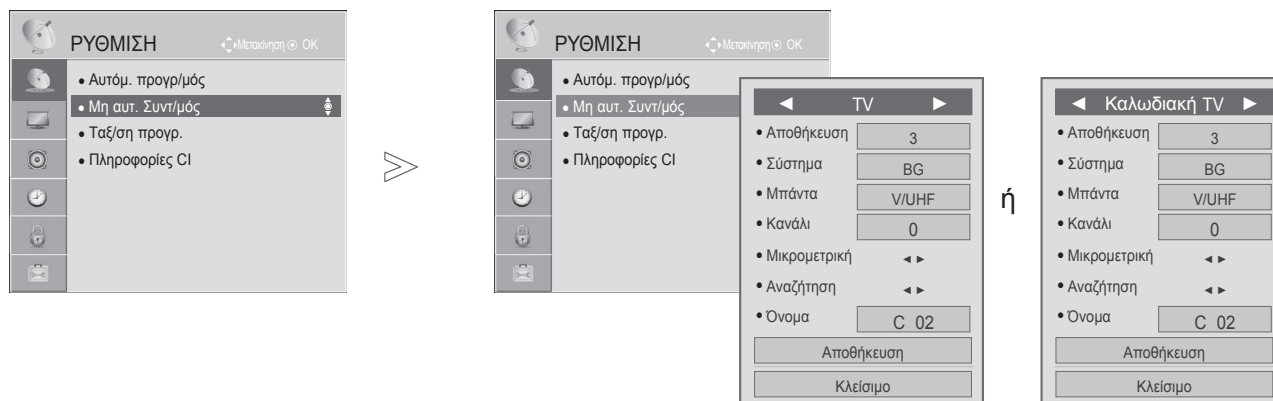 ΡΥΘΜΙΣΗ Μετακίνηση OK
• Αυτόμ. προγρ/μός
• Μη αυτ. Συντ/μός
• Ταξ/ση προγρ.
• Πληροφορίες CI
ΡΥΘΜΙΣΗ Μετακίνηση OK
• Αυτόμ. προγρ/μός
• Μη αυτ. Συντ/μός
• Ταξ/ση προγρ.
• Πληροφορίες CI
◄ TV ►
• Αποθήκευση 3
• Σύστημα BG
• Μπάντα V/UHF
• Κανάλι 0
• Μικρομετρική ◄ ►
• Αναζήτηση ◄ ►
• Όνομα C 02
Αποθήκευση
Κλείσιμο
ή
◄ Καλωδιακή TV ►
• Αποθήκευση 3
• Σύστημα BG
• Μπάντα V/UHF
• Κανάλι 0
• Μικρομετρική ◄ ►
• Αναζήτηση ◄ ►
• Όνομα C 02
Αποθήκευση
Κλείσιμο